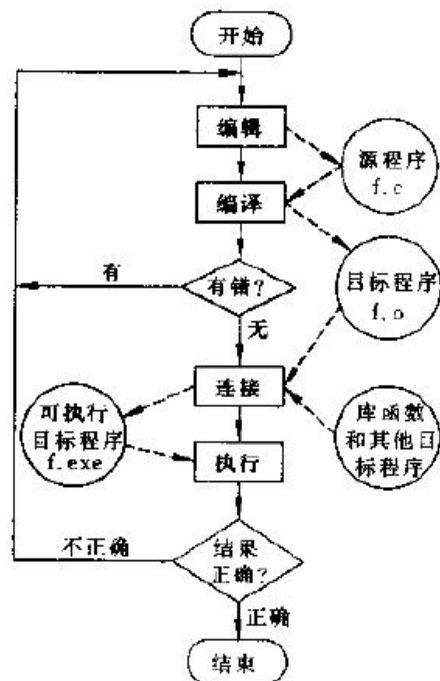 开始
编辑
源程序
f.c
编译
有
有错?
目标程序
f.o
无
连接
可执行
目标程序
f.exe
库函数
和其他目
标程序
执行
不正确
结果
正确?
正确
结束